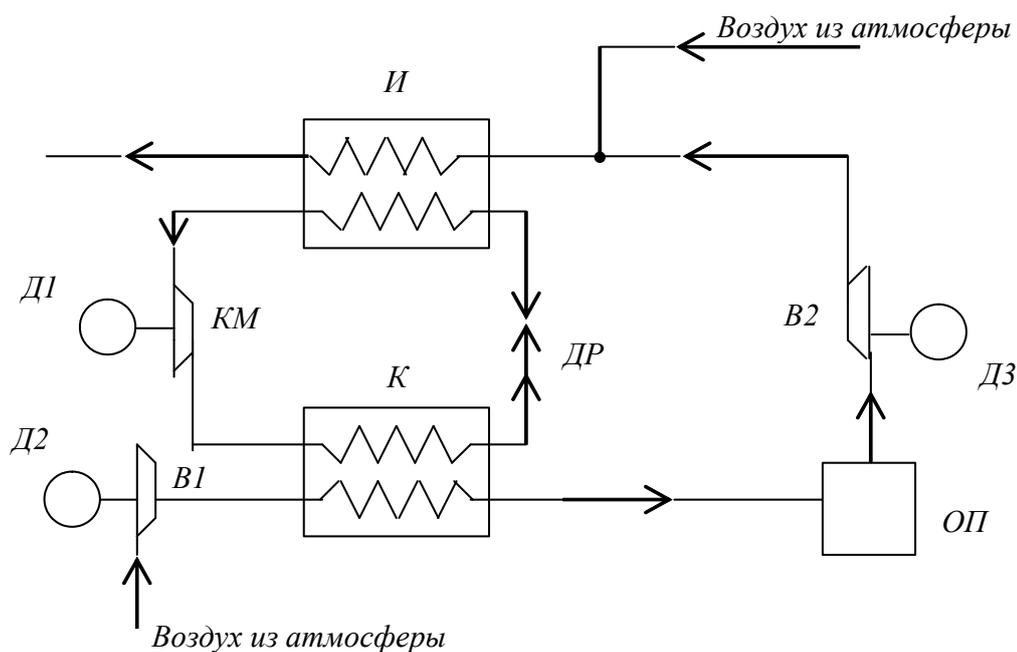 Воздух из атмосферы
И
Д1
КМ
В2
ДР
Д3
К
Д2
В1
ОП
Воздух из атмосферы